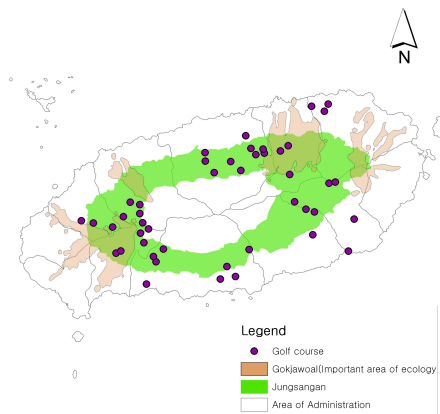 N
Legend
Golf course
Gokjawoal(Important area of ecology
Jungsangan
Area of Administration